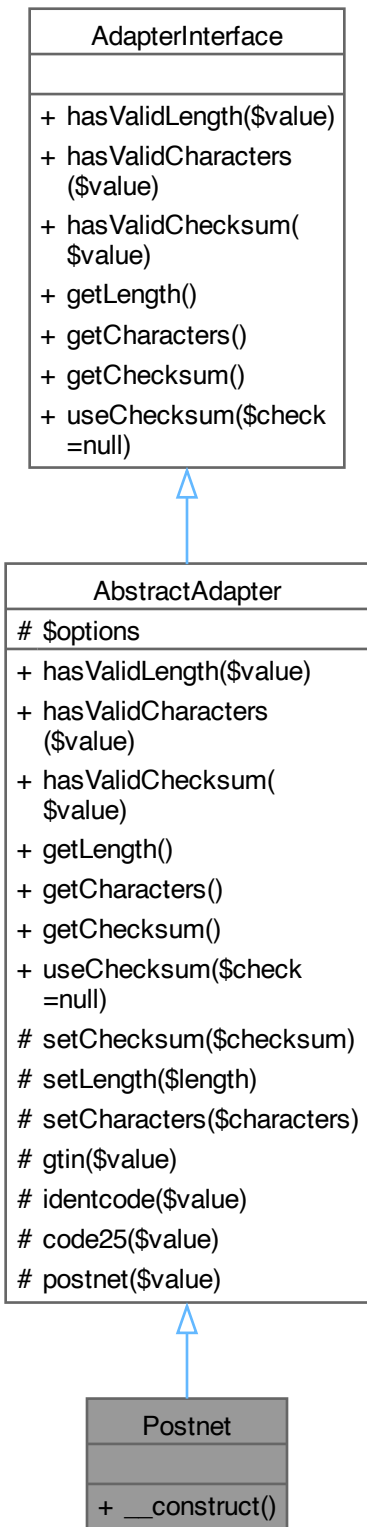 AdapterInterface
+ hasValidLength($value)
+ hasValidCharacters
($value)
+ hasValidChecksum(
$value)
+ getLength()
+ getCharacters()
+ getChecksum()
+ useChecksum($check
=null)
AbstractAdapter
# $options
+ hasValidLength($value)
+ hasValidCharacters
($value)
+ hasValidChecksum(
$value)
+ getLength()
+ getCharacters()
+ getChecksum()
+ useChecksum($check
=null)
# setChecksum($checksum)
# setLength($length)
# setCharacters($characters)
# gtin($value)
# identcode($value)
# code25($value)
# postnet($value)
Postnet
+ __construct()